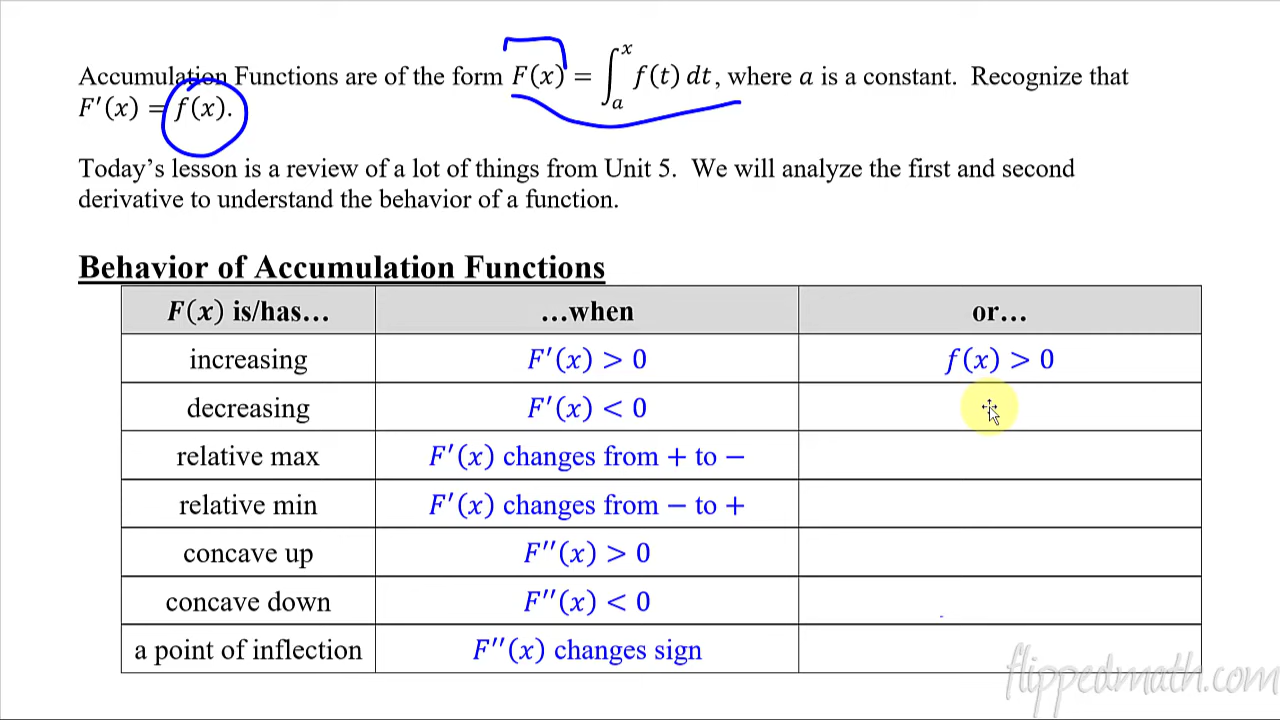 Accumulation Functions are of the form F(x) = ∫ₐˣ f(t) dt, where a is a constant. Recognize that
F′(x) = f(x).
Today's lesson is a review of a lot of things from Unit 5. We will analyze the first and second
derivative to understand the behavior of a function.
Behavior of Accumulation Functions
F(x) is/has… …when or…
increasing F′(x) > 0 f(x) > 0
decreasing F′(x) < 0
relative max F′(x) changes from + to −
relative min F′(x) changes from − to +
concave up F′′(x) > 0
concave down F′′(x) < 0
a point of inflection F′′(x) changes sign
flippedmath.com